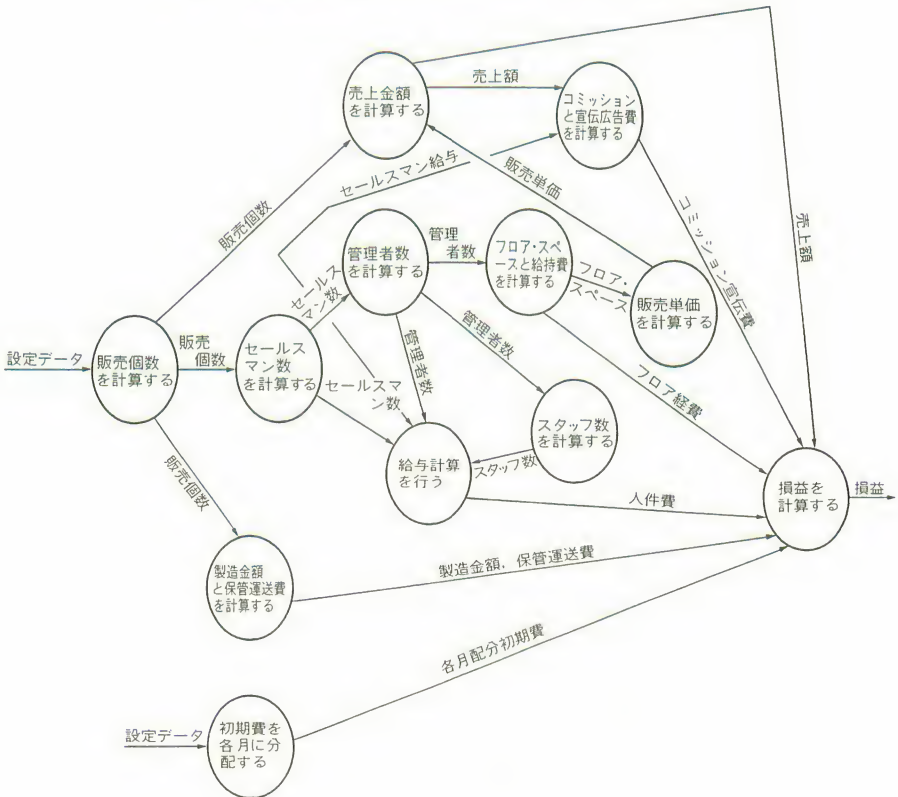 売上額
売上金額
を計算する
コミッション
と宣伝広告費
を計算する
セールスマン給与
販売単価
販売個数
コミッション宣伝費
売上額
管理者数
を計算する
管理
者数
フロア・スペ
ースと給持費
を計算する
フロア・
スペース
販売単価
を計算する
セールス
マン数
設定データ
販売個数
を計算する
販売
個数
セールス
マン数
を計算する
セールスマ
ン数
管理者数
管理者数
フロア経費
スタッフ数
を計算する
スタッフ数
給与計算
を行う
人件費
損益を
計算する
損益
販売個数
製造金額
と保管運送費
を計算する
製造金額,保管運送費
各月配分初期費
設定データ
初期費を
各月に分
配する